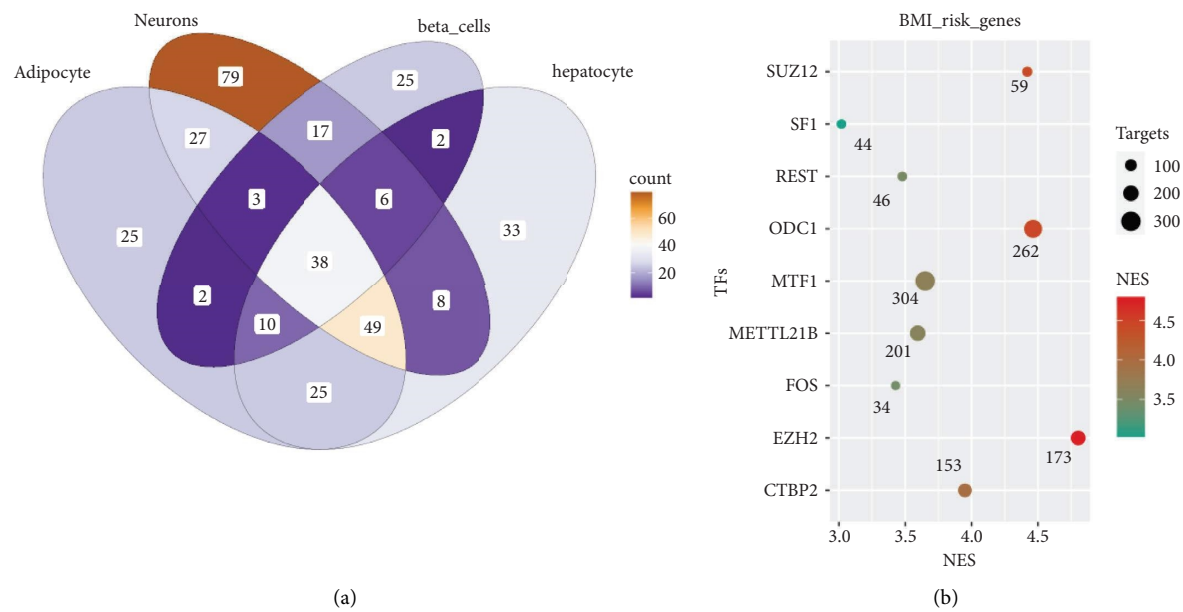 Neurons
beta_cells
Adipocyte
hepatocyte
79
25
27
17
2
3
6
25
33
38
2
8
10
49
25
count
60
40
20
(a)
BMI_risk_genes
TFs
SUZ12
SF1
REST
ODC1
MTF1
METTL21B
FOS
EZH2
CTBP2
59
44
46
262
304
201
34
173
153
3.0
3.5
4.0
4.5
NES
Targets
100
200
300
NES
4.5
4.0
3.5
(b)